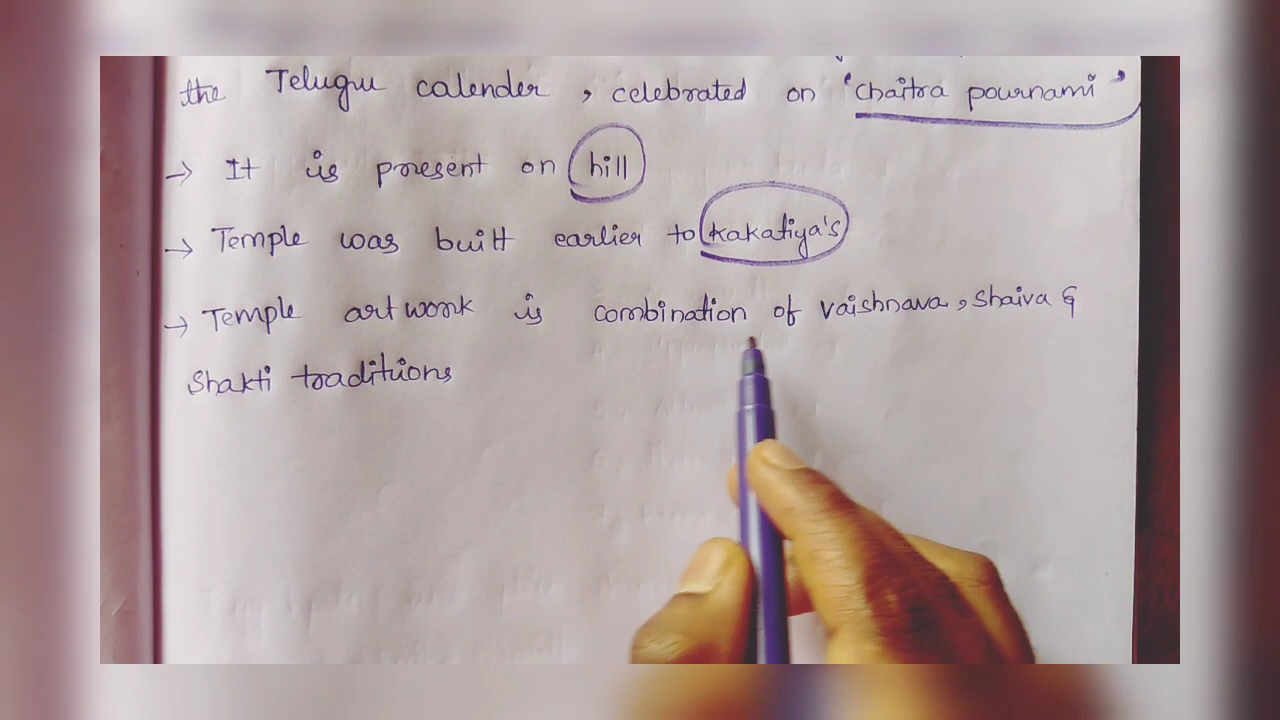 the Telugu calender, celebrated on 'chaitra pournami'
→ It is present on hill
→ Temple was built earlier to kakatiya's
→ Temple artwork is combination of vaishnava, Shaiva &
Shakti traditions